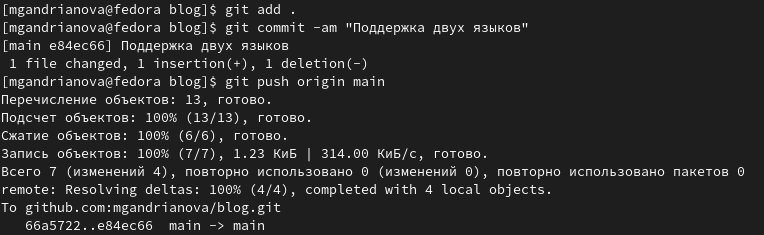 [mgandrianova@fedora blog]$ git add .
[mgandrianova@fedora blog]$ git commit -am "Поддержка двух языков"
[main e84ec66] Поддержка двух языков
 1 file changed, 1 insertion(+), 1 deletion(-)
[mgandrianova@fedora blog]$ git push origin main
Перечисление объектов: 13, готово.
Подсчет объектов: 100% (13/13), готово.
Сжатие объектов: 100% (6/6), готово.
Запись объектов: 100% (7/7), 1.23 КиБ | 314.00 КиБ/с, готово.
Всего 7 (изменений 4), повторно использовано 0 (изменений 0), повторно использовано пакетов 0
remote: Resolving deltas: 100% (4/4), completed with 4 local objects.
To github.com:mgandrianova/blog.git
   66a5722..e84ec66  main -> main